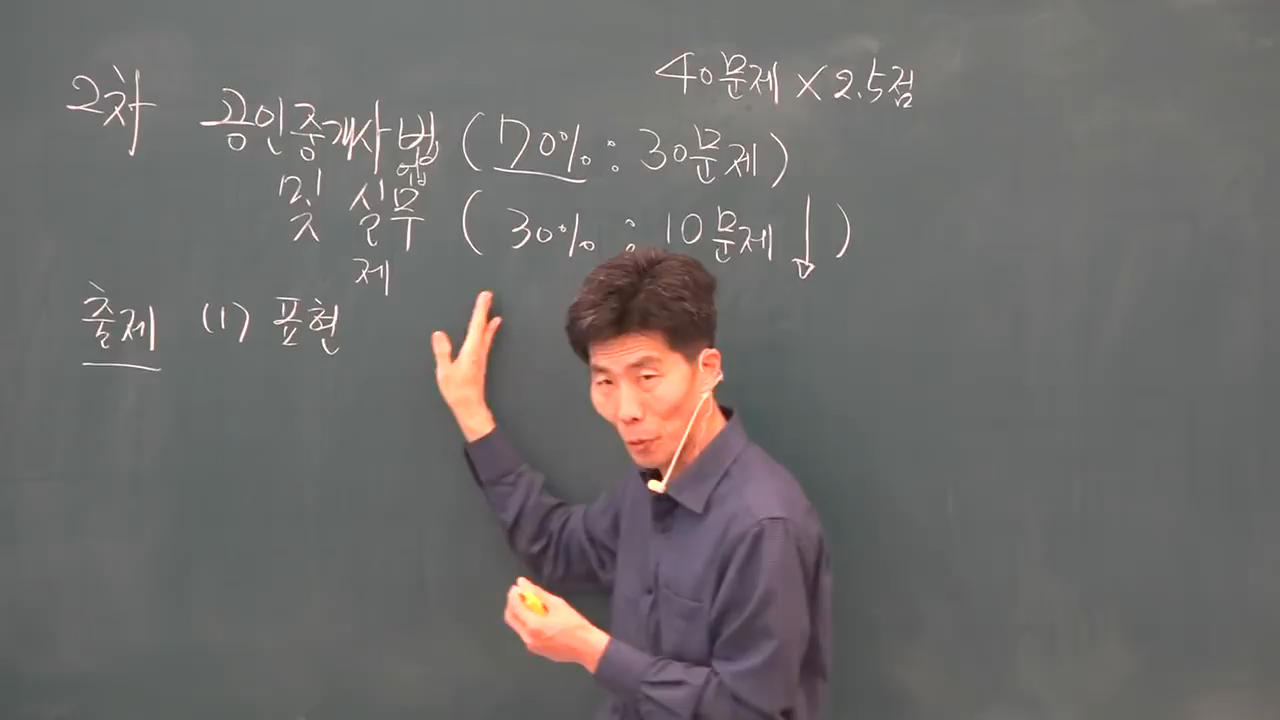 40문제 × 2.5점
2차 공인중개사법 (70% : 30문제)
및 실무 (30% : 10문제 ↓)
제
출제 (1) 표현